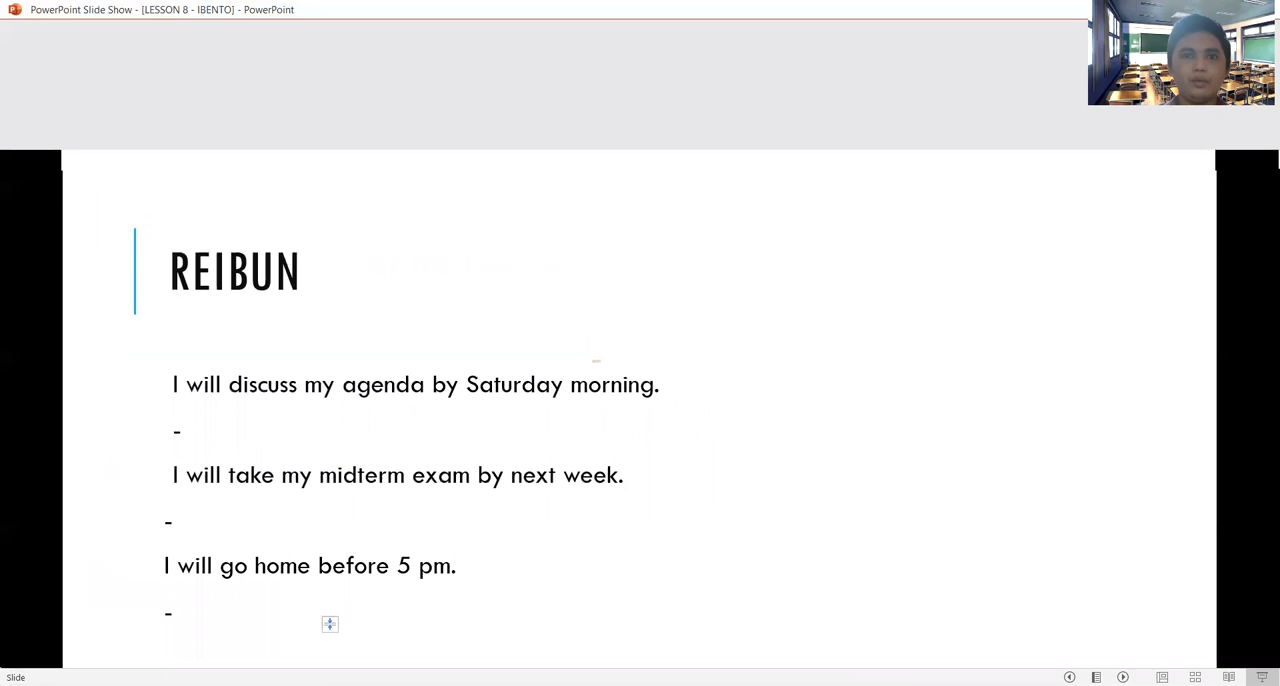 PowerPoint Slide Show - [LESSON 8 - IBENTO] - PowerPoint
REIBUN
I will discuss my agenda by Saturday morning.
-
I will take my midterm exam by next week.
-
I will go home before 5 pm.
-
Slide